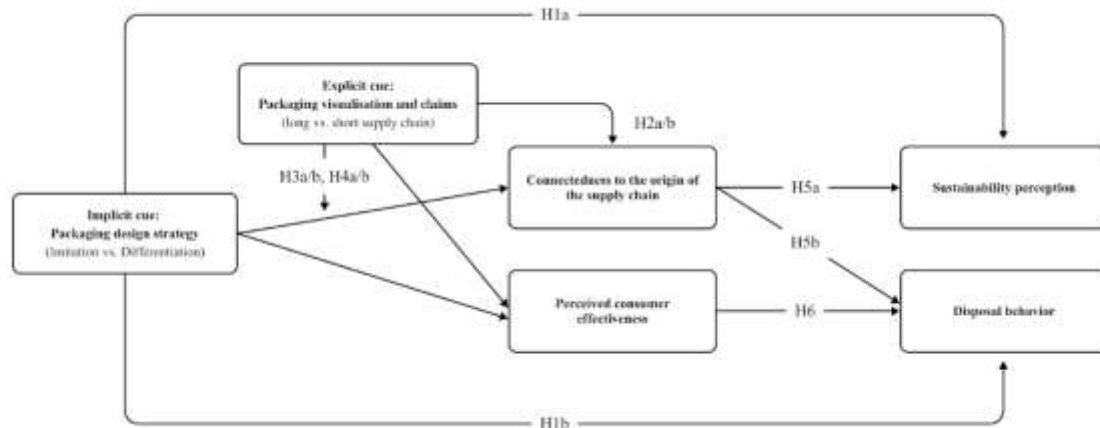 H1a
Explicit cue:
Packaging visualisation and claims
(long vs. short supply chain)
H2a/b
H3a/b, H4a/b
Connectedness to the origin of
the supply chain
H5a
Sustainability perception
Implicit cue:
Packaging design strategy
(Imitation vs. Differentiation)
H5b
Perceived consumer
effectiveness
H6
Disposal behavior
H1b